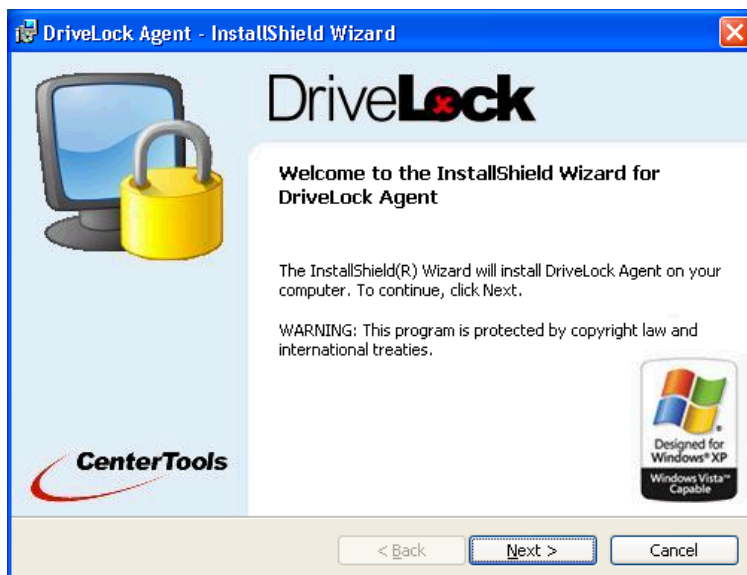 DriveLock Agent - InstallShield Wizard
DriveLock
Welcome to the InstallShield Wizard for
DriveLock Agent
The InstallShield(R) Wizard will install DriveLock Agent on your
computer. To continue, click Next.
WARNING: This program is protected by copyright law and
international treaties.
CenterTools
Designed for
Windows® XP
Windows Vista™
Capable
< Back
Next >
Cancel